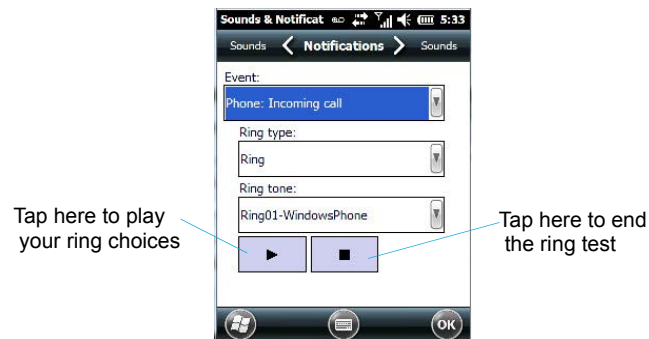 Sounds & Notificat 5:33
Sounds Notifications Sounds
Event:
Phone: Incoming call
Ring type:
Ring
Ring tone:
Ring01-WindowsPhone
Tap here to play
your ring choices
Tap here to end
the ring test
OK